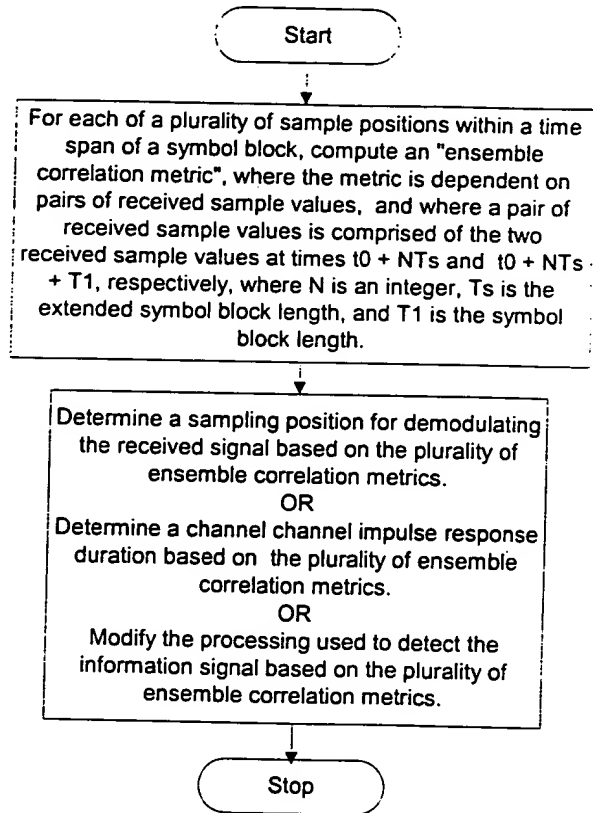 Start
For each of a plurality of sample positions within a time
span of a symbol block, compute an "ensemble
correlation metric", where the metric is dependent on
pairs of received sample values, and where a pair of
received sample values is comprised of the two
received sample values at times t0 + NTs and t0 + NTs
+ T1, respectively, where N is an integer, Ts is the
extended symbol block length, and T1 is the symbol
block length.
Determine a sampling position for demodulating
the received signal based on the plurality of
ensemble correlation metrics.
OR
Determine a channel channel impulse response
duration based on the plurality of ensemble
correlation metrics.
OR
Modify the processing used to detect the
information signal based on the plurality of
ensemble correlation metrics.
Stop